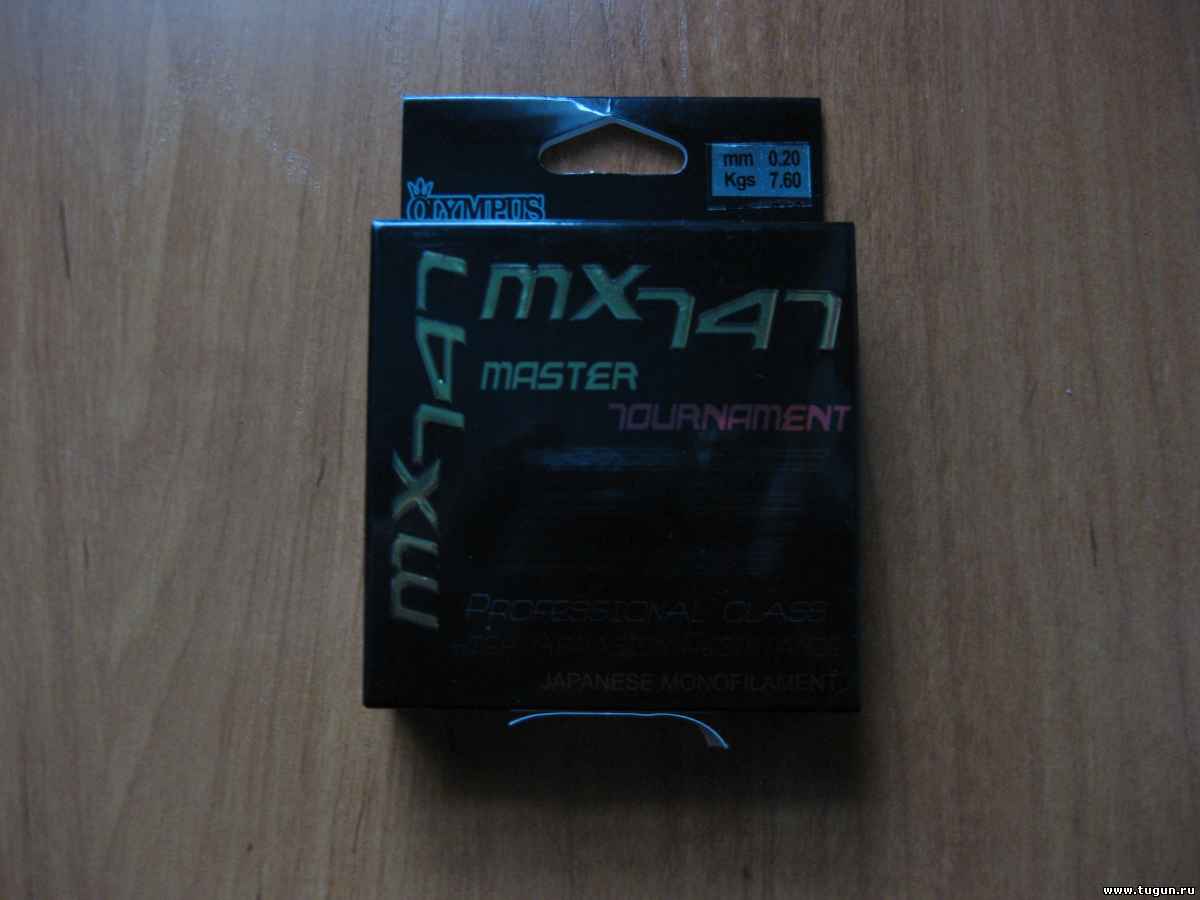 mm 0.20
Kgs 7.60
OLYMPUS
MX747
MX747
MASTER
TOURNAMENT
PROFESSIONAL CLASS
JAPANESE MONOFILAMENT
www.tugun.ru